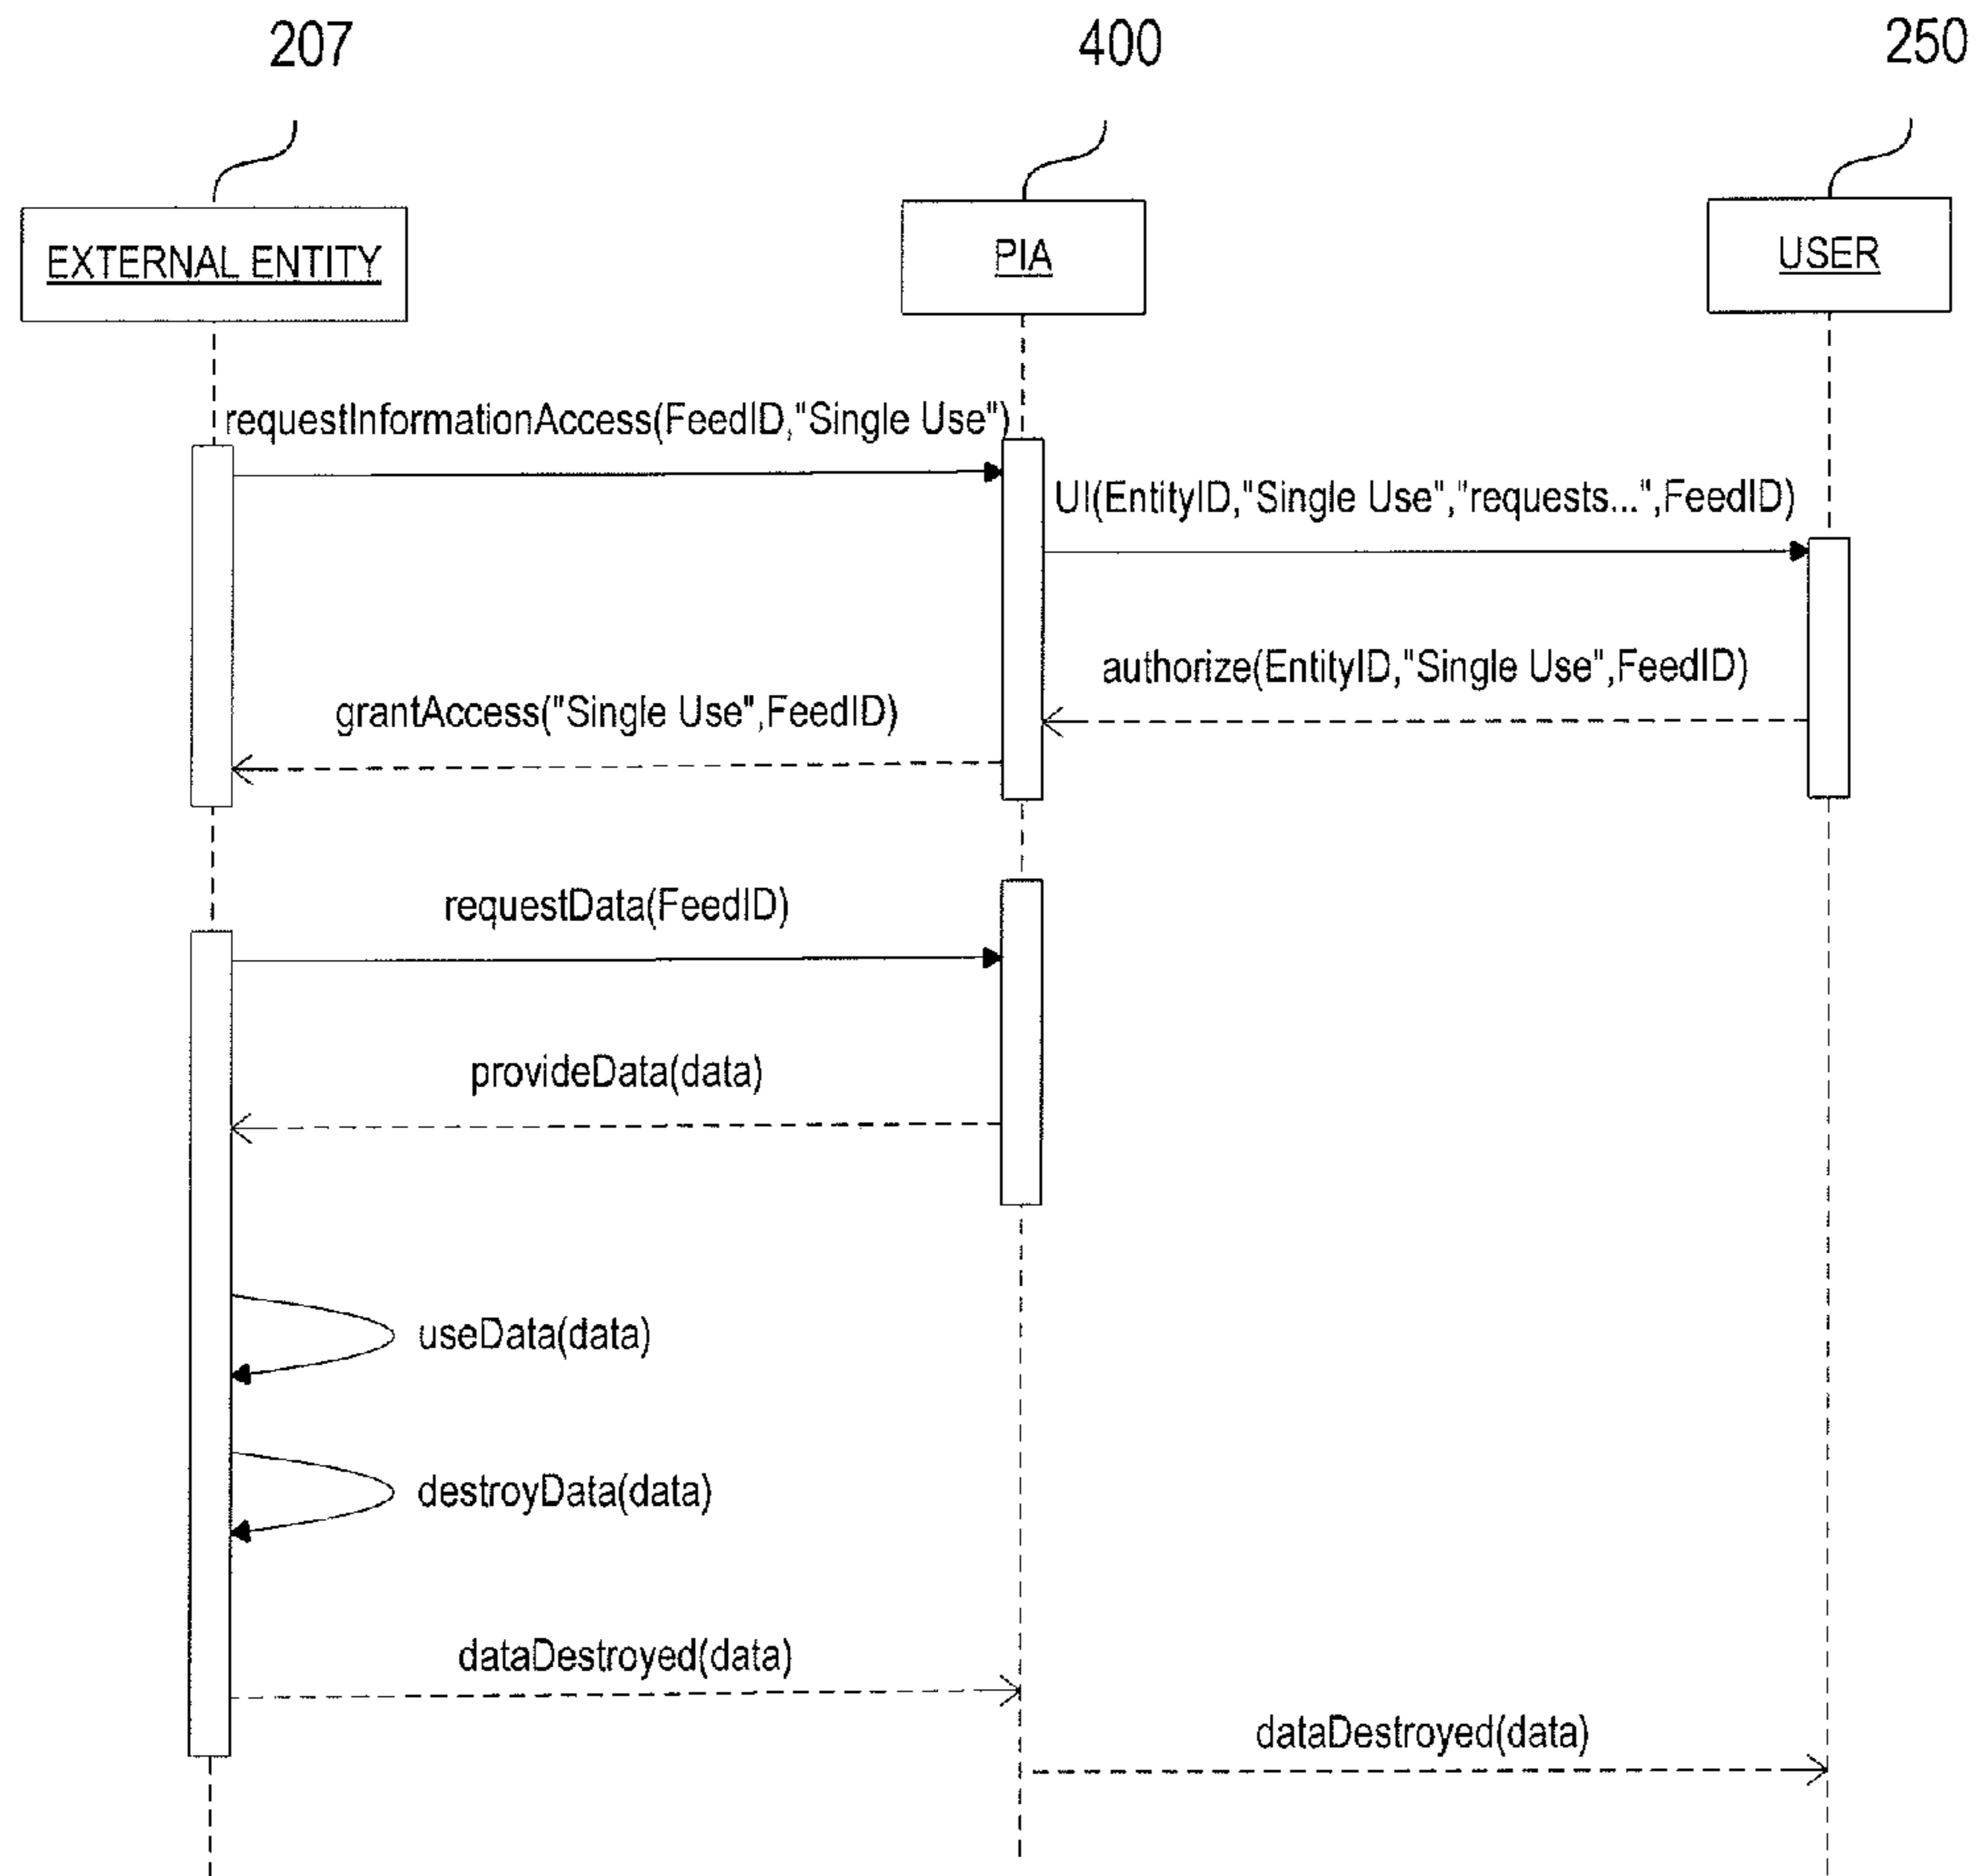 207
400
250
EXTERNAL ENTITY
PIA
USER
requestInformationAccess(FeedID,"Single Use")
UI(EntityID,"Single Use","requests...",FeedID)
authorize(EntityID,"Single Use",FeedID)
grantAccess("Single Use",FeedID)
requestData(FeedID)
provideData(data)
useData(data)
destroyData(data)
dataDestroyed(data)
dataDestroyed(data)